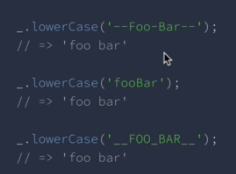 _.lowerCase('--Foo-Bar--');
// => 'foo bar'
_.lowerCase('fooBar');
// => 'foo bar'
_.lowerCase('__FOO_BAR__');
// => 'foo bar'